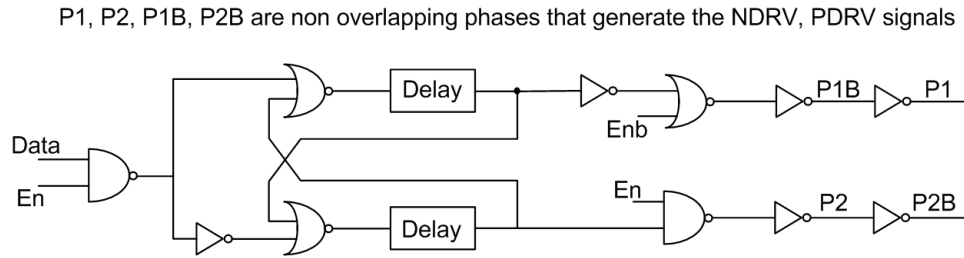 P1, P2, P1B, P2B are non overlapping phases that generate the NDRV, PDRV signals
Delay
P1B
P1
Enb
Data
En
En
Delay
P2
P2B